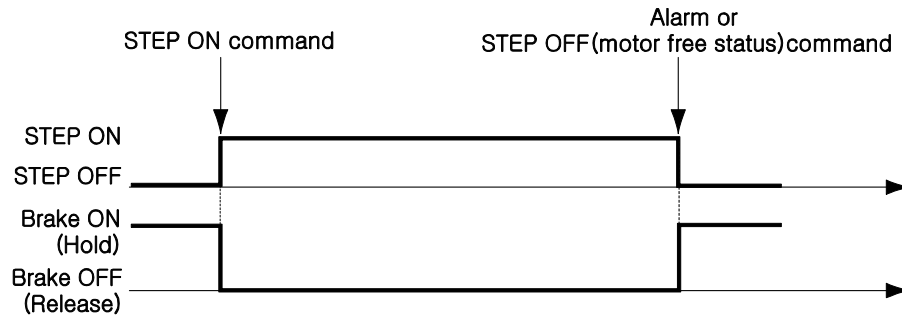 STEP ON command
Alarm or
STEP OFF(motor free status)command
STEP ON
STEP OFF
Brake ON
(Hold)
Brake OFF
(Release)